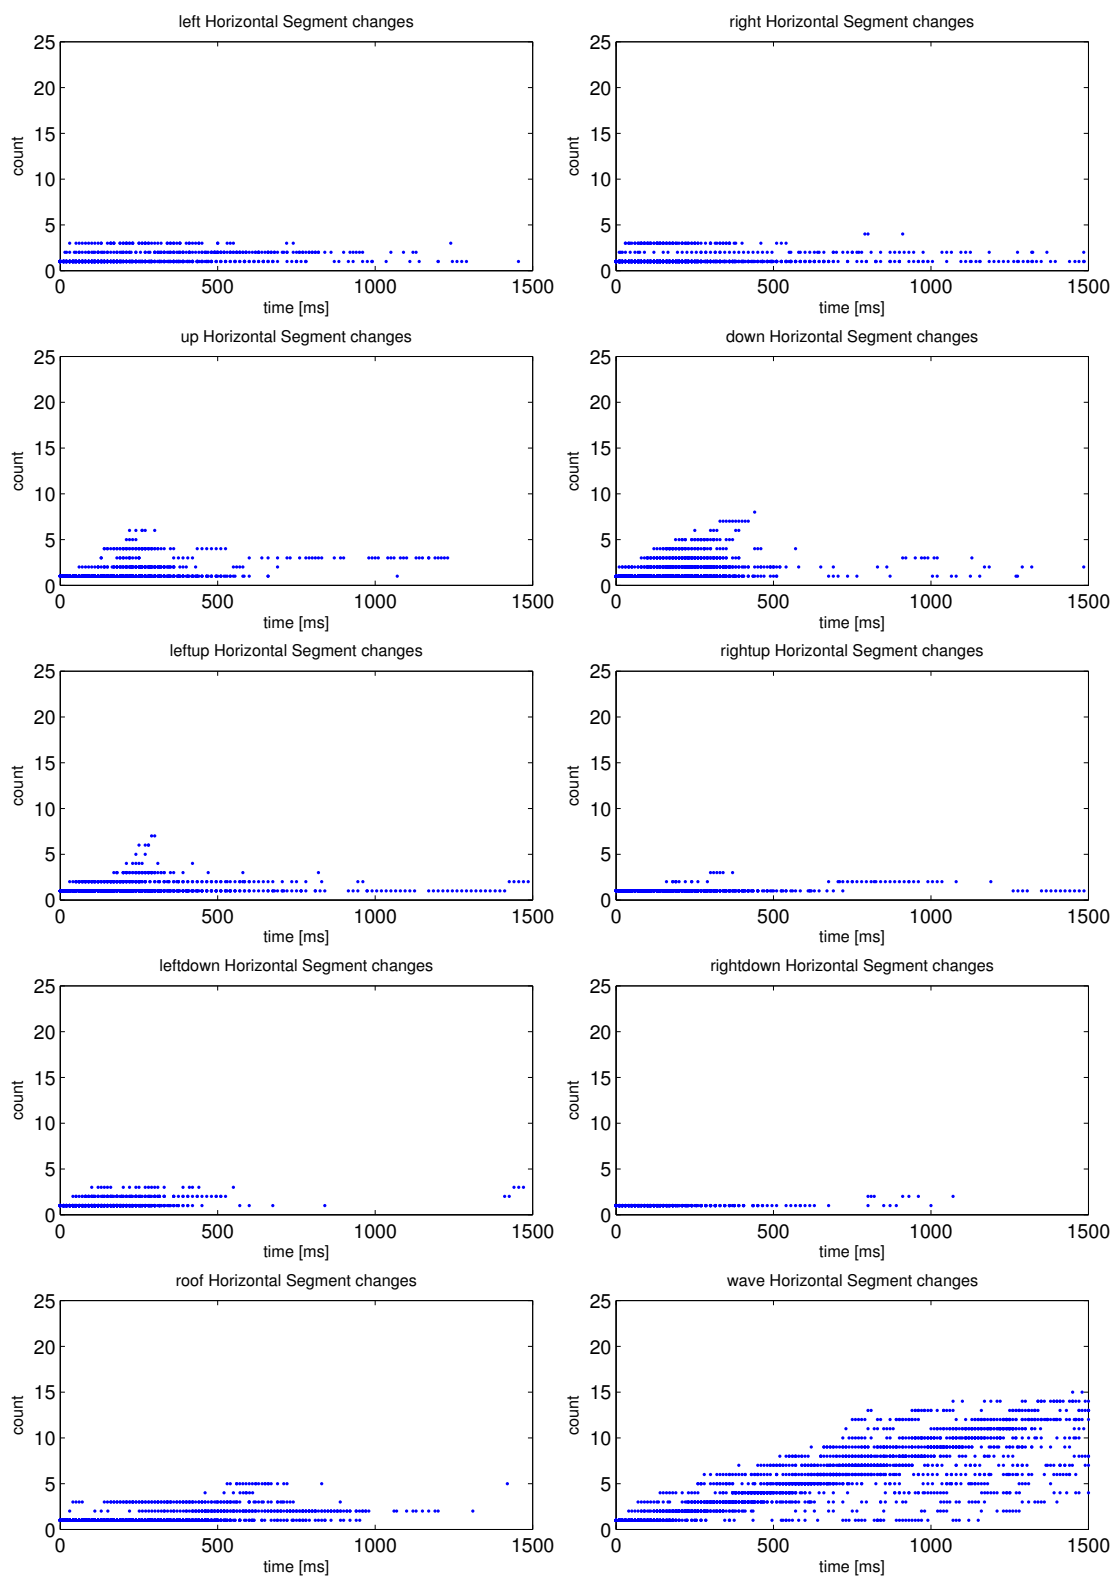 left Horizontal Segment changes
right Horizontal Segment changes
25
20
15
10
5
0
count
0 500 1000 1500
time [ms]
25
20
15
10
5
0
count
0 500 1000 1500
time [ms]
up Horizontal Segment changes
down Horizontal Segment changes
25
20
15
10
5
0
count
0 500 1000 1500
time [ms]
25
20
15
10
5
0
count
0 500 1000 1500
time [ms]
leftup Horizontal Segment changes
rightup Horizontal Segment changes
25
20
15
10
5
0
count
0 500 1000 1500
time [ms]
25
20
15
10
5
0
count
0 500 1000 1500
time [ms]
leftdown Horizontal Segment changes
rightdown Horizontal Segment changes
25
20
15
10
5
0
count
0 500 1000 1500
time [ms]
25
20
15
10
5
0
count
0 500 1000 1500
time [ms]
roof Horizontal Segment changes
wave Horizontal Segment changes
25
20
15
10
5
0
count
0 500 1000 1500
time [ms]
25
20
15
10
5
0
count
0 500 1000 1500
time [ms]